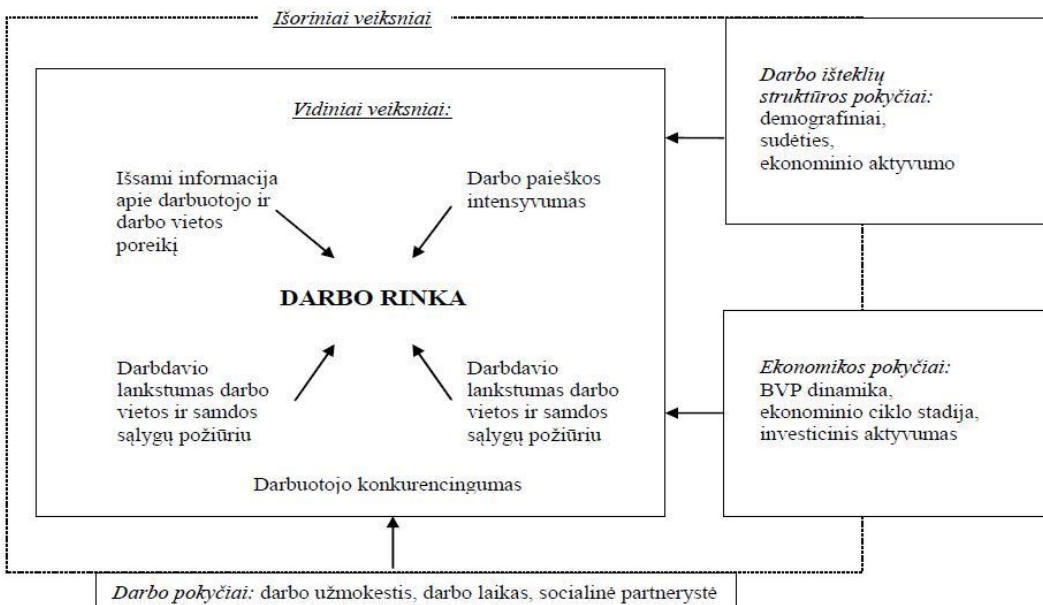 Išoriniai veiksniai
Vidiniai veiksniai:
Išsami informacija
apie darbuotojo ir
darbo vietos
poreikį
Darbo paieškos
intensyvumas
DARBO RINKA
Darbdavio
lankstumas darbo
vietos ir samdos
sąlygų požiūriu
Darbdavio
lankstumas darbo
vietos ir samdos
sąlygų požiūriu
Darbuotojo konkurencingumas
Darbo išteklių
struktūros pokyčiai:
demografiniai,
sudėties,
ekonominio aktyvumo
Ekonomikos pokyčiai:
BVP dinamika,
ekonominio ciklo stadija,
investicinis aktyvumas
Darbo pokyčiai: darbo užmokestis, darbo laikas, socialinė partnerystė